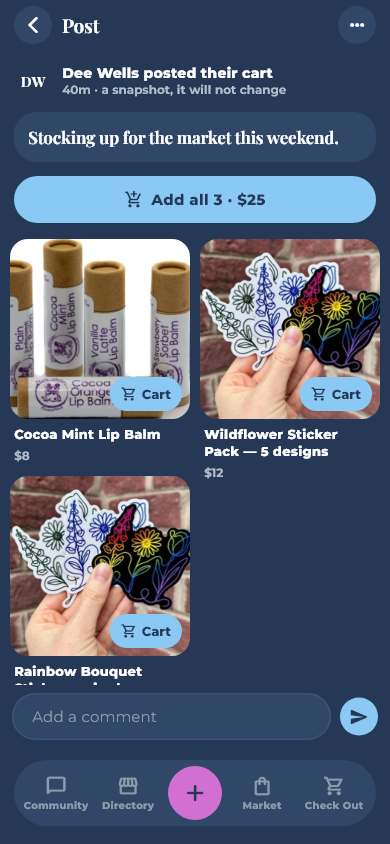 Post
DW
Dee Wells posted their cart
40m · a snapshot, it will not change
Stocking up for the market this weekend.
Add all 3 · $25
Plain
Lip Balm
Cocoa
Mint
Lip Balm
Vanilla
Latte
Lip Balm
Strawberry
Sorbet
Lip Balm
Cocoa
Orange
Lip Balm
Cart
Cart
Cocoa Mint Lip Balm
$8
Wildflower Sticker
Pack — 5 designs
$12
Cart
Rainbow Bouquet
Add a comment
Community
Directory
Market
Check Out